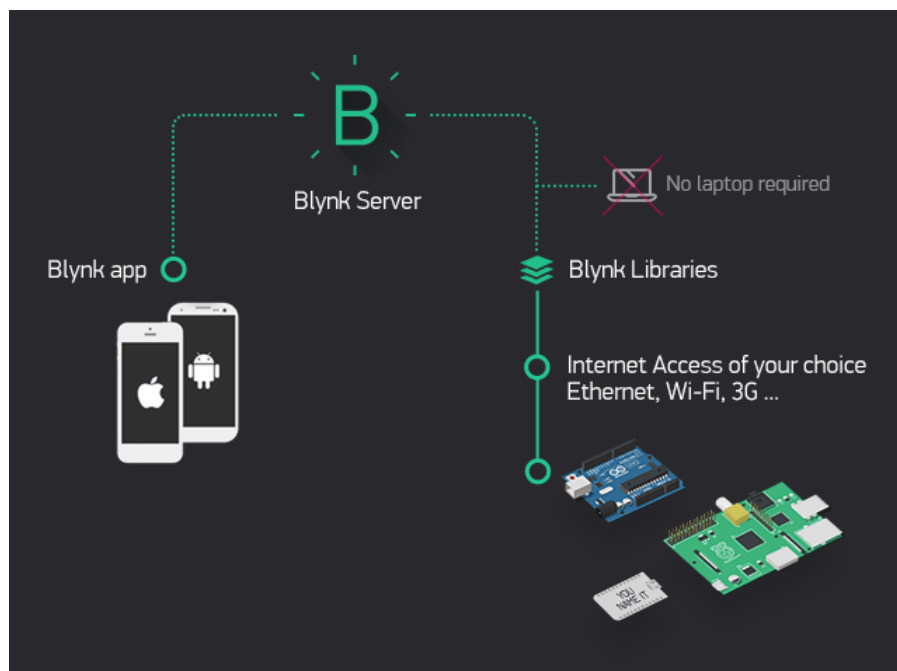 B
Blynk Server
No laptop required
Blynk app
Blynk Libraries
Internet Access of your choice
Ethernet, Wi-Fi, 3G ...
YOU
NAME IT